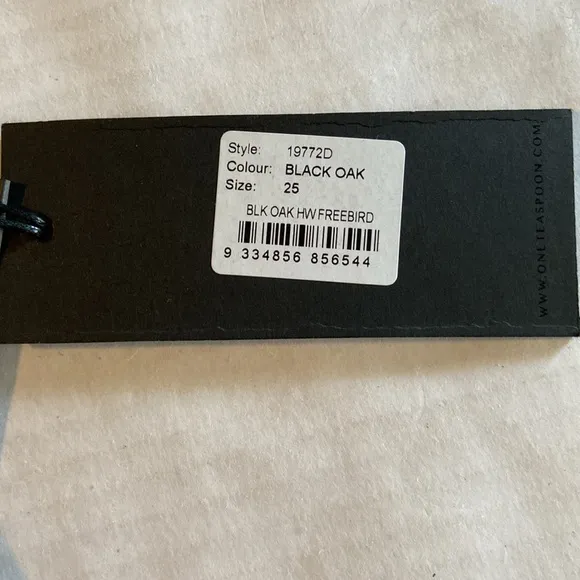 Style: 19772D
Colour: BLACK OAK
Size: 25
BLK OAK HW FREEBIRD
9 334856 856544
WWW.ONETEASPOON.COM